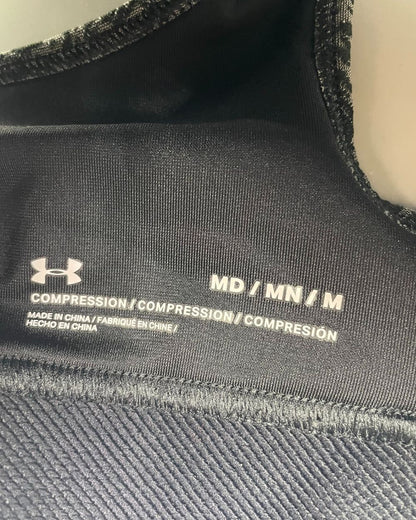 MD / MN / M
COMPRESSION / COMPRESSION / COMPRESIÓN
MADE IN CHINA / FABRIQUÉ EN CHINE /
HECHO EN CHINA